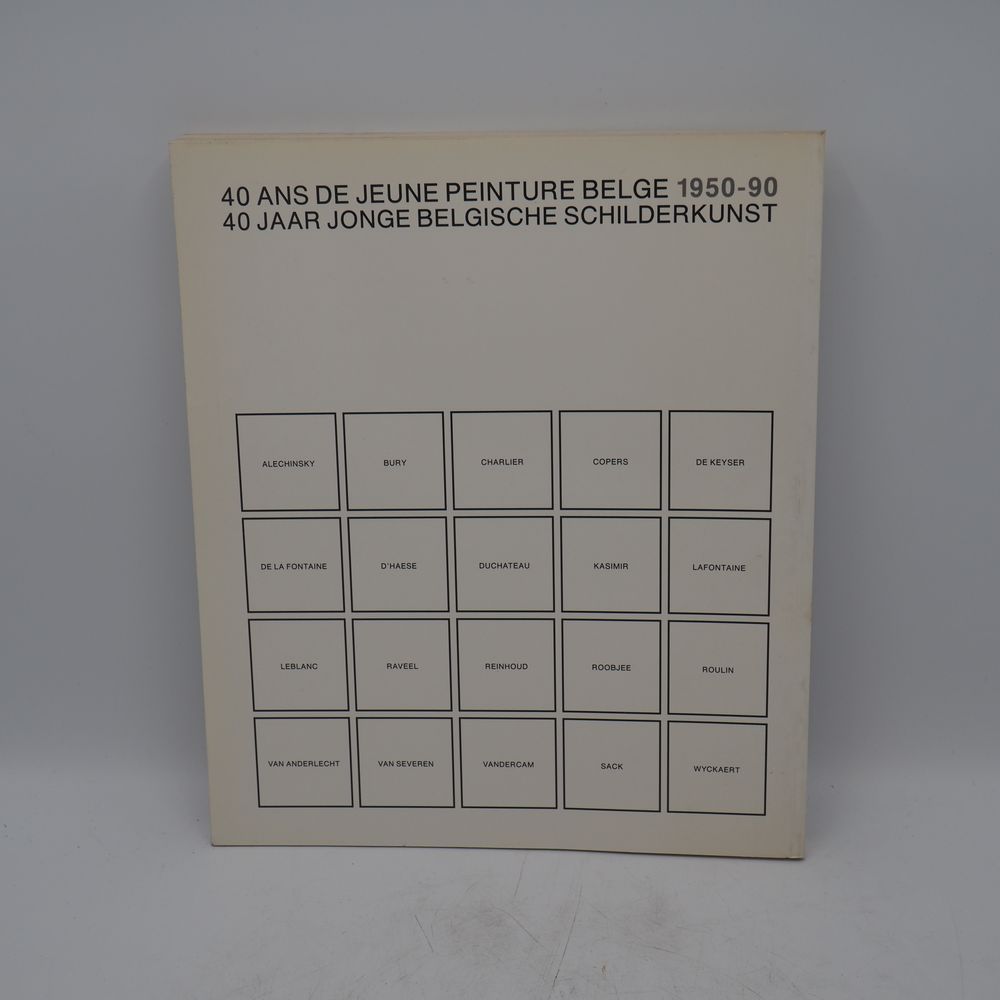 40 ANS DE JEUNE PEINTURE BELGE 1950-90
40 JAAR JONGE BELGISCHE SCHILDERKUNST
ALECHINSKY BURY CHARLIER COPERS DE KEYSER
DE LA FONTAINE D'HAESE DUCHATEAU KASIMIR LAFONTAINE
LEBLANC RAVEEL REINHOUD ROOBJEE ROULIN
VAN ANDERLECHT VAN SEVEREN VANDERCAM SACK WYCKAERT